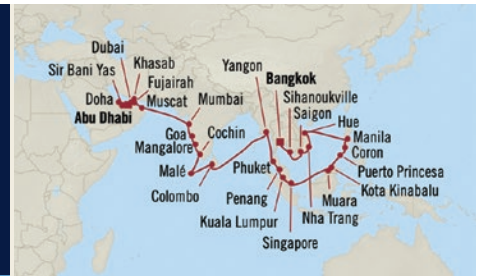 Dubai
Khasab
Sir Bani Yas
Fujairah
Doha
Muscat
Abu Dhabi
Mumbai
Goa
Cochin
Mangalore
Malé
Colombo
Yangon
Bangkok
Sihanoukville
Saigon
Hue
Manila
Coron
Phuket
Puerto Princesa
Penang
Kota Kinabalu
Kuala Lumpur
Muara
Nha Trang
Singapore